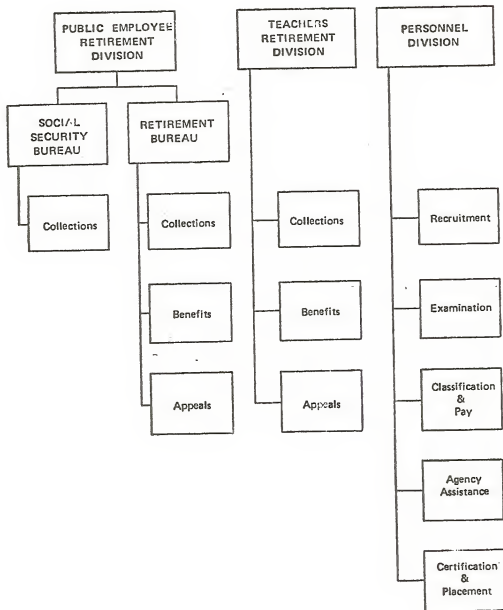 PUBLIC EMPLOYEE
RETIREMENT
DIVISION
TEACHERS
RETIREMENT
DIVISION
PERSONNEL
DIVISION
SOCIAL
SECURITY
BUREAU
RETIREMENT
BUREAU
Collections
Collections
Collections
Recruitment
Benefits
Benefits
Examination
Appeals
Appeals
Classification
&
Pay
Agency
Assistance
Certification
&
Placement